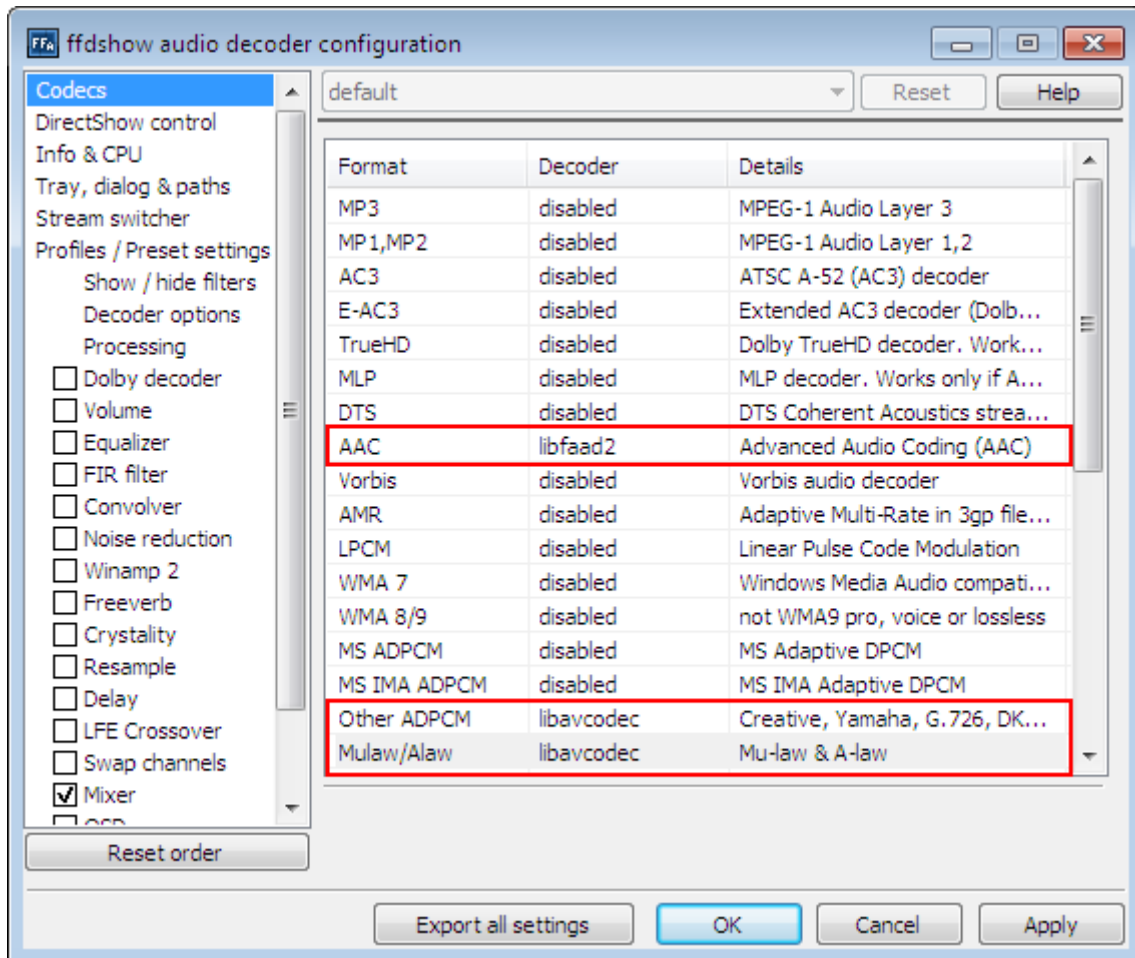 FFA ffdshow audio decoder configuration
Codecs
DirectShow control
Info & CPU
Tray, dialog & paths
Stream switcher
Profiles / Preset settings
Show / hide filters
Decoder options
Processing
Dolby decoder
Volume
Equalizer
FIR filter
Convolver
Noise reduction
Winamp 2
Freeverb
Crystality
Resample
Delay
LFE Crossover
Swap channels
Mixer
Reset order
default Reset Help
Format Decoder Details
MP3 disabled MPEG-1 Audio Layer 3
MP1,MP2 disabled MPEG-1 Audio Layer 1,2
AC3 disabled ATSC A-52 (AC3) decoder
E-AC3 disabled Extended AC3 decoder (Dolb...
TrueHD disabled Dolby TrueHD decoder. Work...
MLP disabled MLP decoder. Works only if A...
DTS disabled DTS Coherent Acoustics strea...
AAC libfaad2 Advanced Audio Coding (AAC)
Vorbis disabled Vorbis audio decoder
AMR disabled Adaptive Multi-Rate in 3gp file...
LPCM disabled Linear Pulse Code Modulation
WMA 7 disabled Windows Media Audio compati...
WMA 8/9 disabled not WMA9 pro, voice or lossless
MS ADPCM disabled MS Adaptive DPCM
MS IMA ADPCM disabled MS IMA Adaptive DPCM
Other ADPCM libavcodec Creative, Yamaha, G.726, DK...
Mulaw/Alaw libavcodec Mu-law & A-law
Export all settings OK Cancel Apply